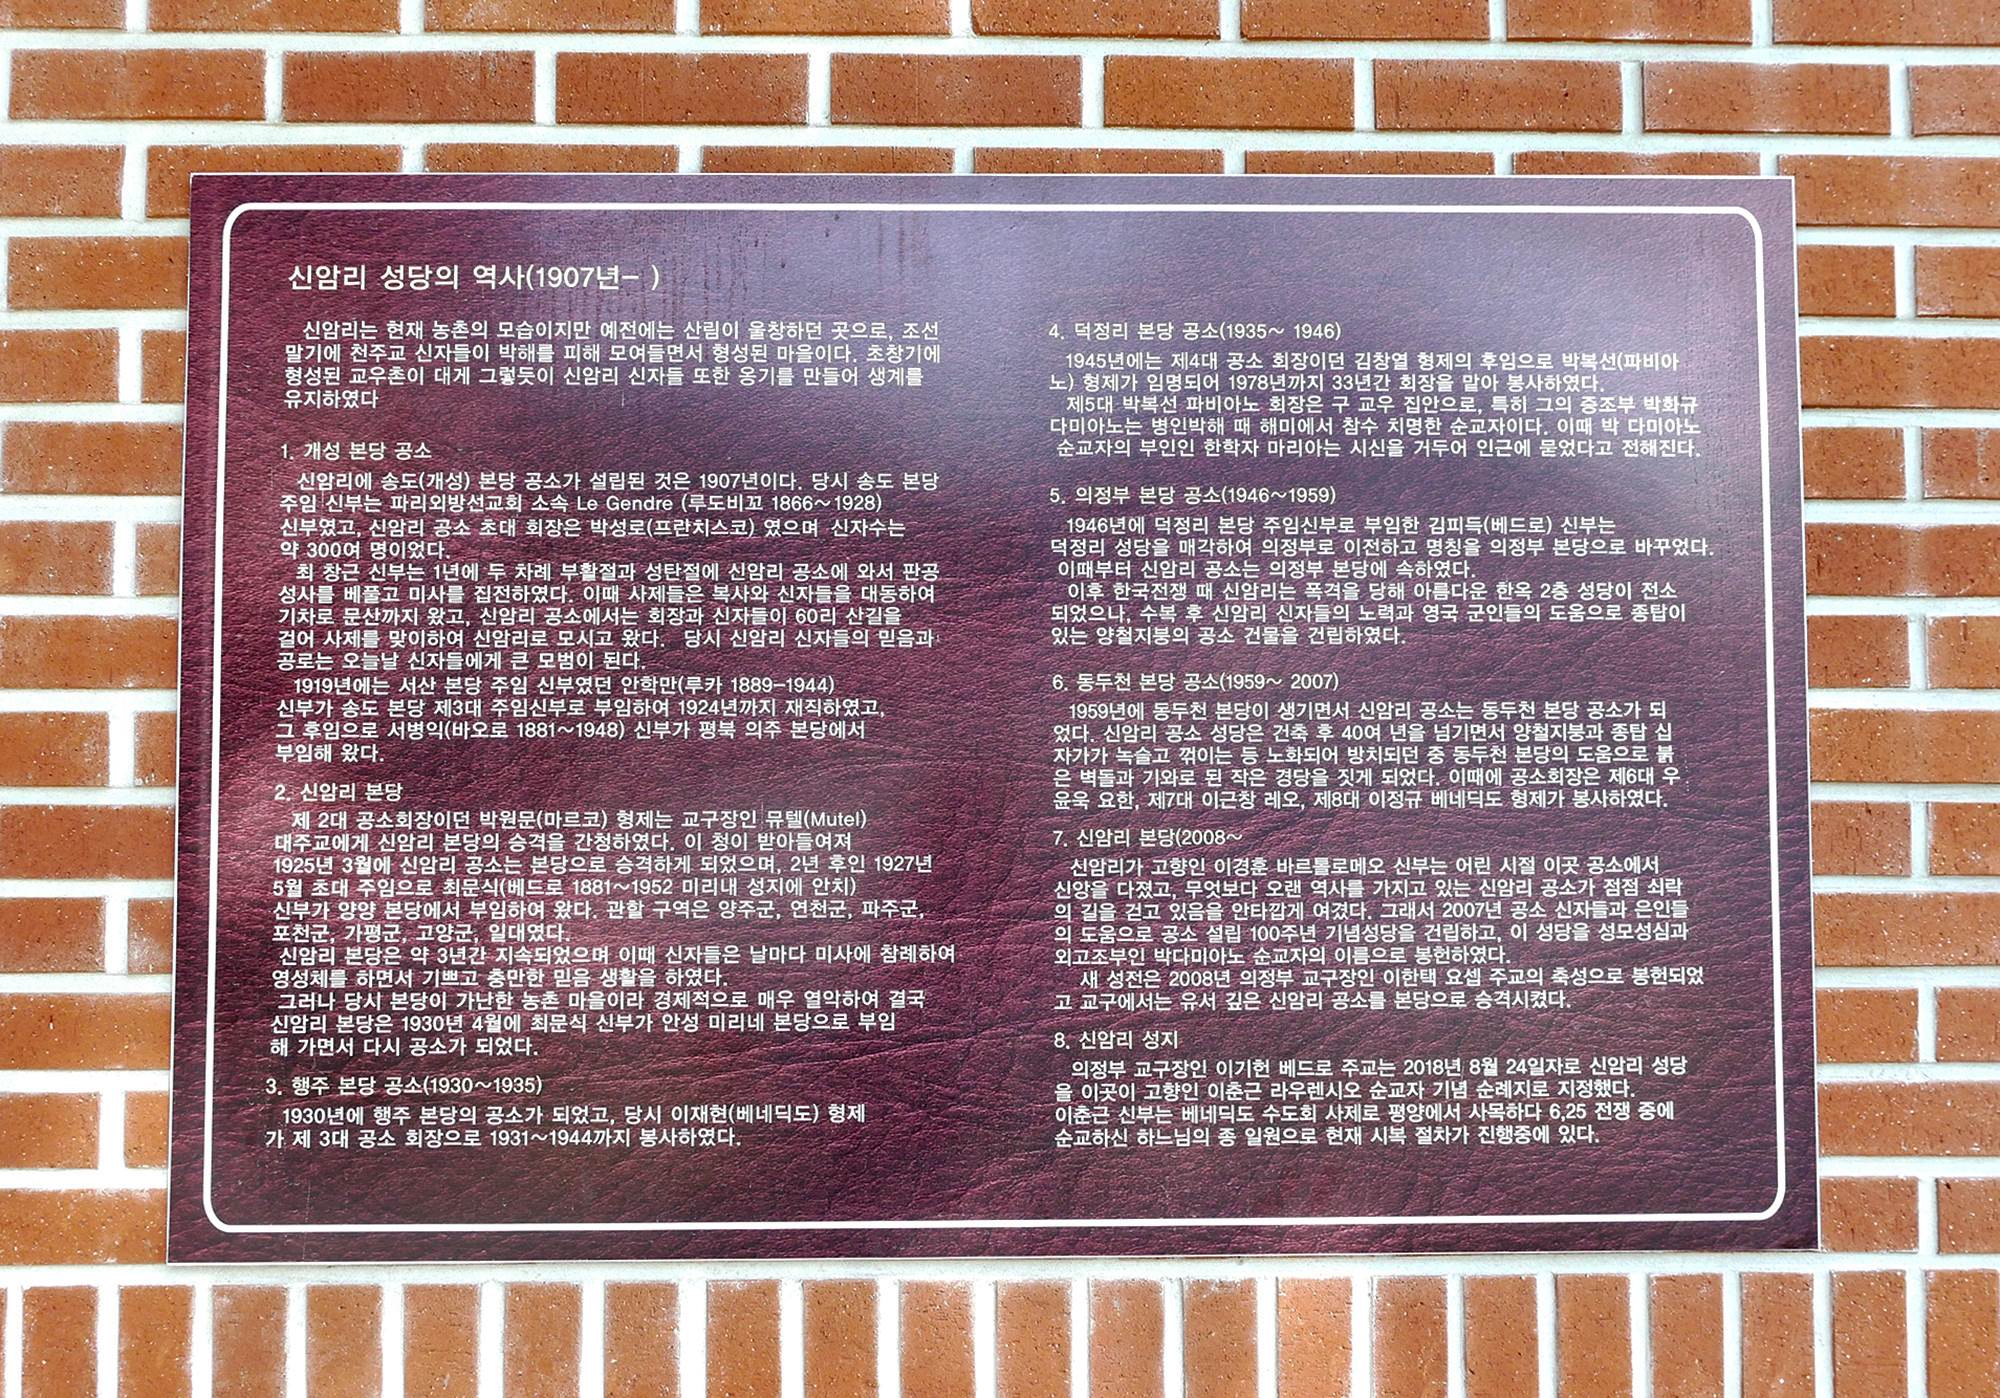 신암리 성당의 역사(1907년- )
신암리는 현재 농촌의 모습이지만 예전에는 산림이 울창하던 곳으로, 조선
말기에 천주교 신자들이 박해를 피해 모여들면서 형성된 마을이다. 초창기에
형성된 교우촌이 대게 그렇듯이 신암리 신자들 또한 옹기를 만들어 생계를
유지하였다
1. 개성 본당 공소
신암리에 송도(개성) 본당 공소가 설립된 것은 1907년이다. 당시 송도 본당
주임 신부는 파리외방선교회 소속 Le Gendre (루도비꼬 1866～1928)
신부였고, 신암리 공소 초대 회장은 박성로(프란치스코) 였으며 신자수는
약 300여 명이었다.
최 창근 신부는 1년에 두 차례 부활절과 성탄절에 신암리 공소에 와서 판공
성사를 베풀고 미사를 집전하였다. 이때 사제들은 복사와 신자들을 대동하여
기차로 문산까지 왔고, 신암리 공소에서는 회장과 신자들이 60리 산길을
걸어 사제를 맞이하여 신암리로 모시고 왔다. 당시 신암리 신자들의 믿음과
공로는 오늘날 신자들에게 큰 모범이 된다.
1919년에는 서산 본당 주임 신부였던 안학만(루카 1889-1944)
신부가 송도 본당 제3대 주임신부로 부임하여 1924년까지 재직하였고,
그 후임으로 서병익(바오로 1881～1948) 신부가 평북 의주 본당에서
부임해 왔다.
2. 신암리 본당
제 2대 공소회장이던 박원문(마르코) 형제는 교구장인 뮤텔(Mutel)
대주교에게 신암리 본당의 승격을 간청하였다. 이 청이 받아들여져
1925년 3월에 신암리 공소는 본당으로 승격하게 되었으며, 2년 후인 1927년
5월 초대 주임으로 최문식(베드로 1881～1952 미리내 성지에 안치)
신부가 양양 본당에서 부임하여 왔다. 관할 구역은 양주군, 연천군, 파주군,
포천군, 가평군, 고양군, 일대였다.
신암리 본당은 약 3년간 지속되었으며 이때 신자들은 날마다 미사에 참례하여
영성체를 하면서 기쁘고 충만한 믿음 생활을 하였다.
그러나 당시 본당이 가난한 농촌 마을이라 경제적으로 매우 열악하여 결국
신암리 본당은 1930년 4월에 최문식 신부가 안성 미리네 본당으로 부임
해 가면서 다시 공소가 되었다.
3. 행주 본당 공소(1930～1935)
1930년에 행주 본당의 공소가 되었고, 당시 이재현(베네딕도) 형제
가 제 3대 공소 회장으로 1931～1944까지 봉사하였다.
4. 덕정리 본당 공소(1935～ 1946)
1945년에는 제4대 공소 회장이던 김창열 형제의 후임으로 박복선(파비아
노) 형제가 임명되어 1978년까지 33년간 회장을 맡아 봉사하였다.
제5대 박복선 파비아노 회장은 구 교우 집안으로, 특히 그의 증조부 박화규
다미아노는 병인박해 때 해미에서 참수 치명한 순교자이다. 이때 박 다미아노
순교자의 부인인 한학자 마리아는 시신을 거두어 인근에 묻었다고 전해진다.
5. 의정부 본당 공소(1946～1959)
1946년에 덕정리 본당 주임신부로 부임한 김피득(베드로) 신부는
덕정리 성당을 매각하여 의정부로 이전하고 명칭을 의정부 본당으로 바꾸었다.
이때부터 신암리 공소는 의정부 본당에 속하였다.
이후 한국전쟁 때 신암리는 폭격을 당해 아름다운 한옥 2층 성당이 전소
되었으나, 수복 후 신암리 신자들의 노력과 영국 군인들의 도움으로 종탑이
있는 양철지붕의 공소 건물을 건립하였다.
6. 동두천 본당 공소(1959～ 2007)
1959년에 동두천 본당이 생기면서 신암리 공소는 동두천 본당 공소가 되
었다. 신암리 공소 성당은 건축 후 40여 년을 넘기면서 양철지붕과 종탑 십
자가가 녹슬고 꺾이는 등 노화되어 방치되던 중 동두천 본당의 도움으로 붉
은 벽돌과 기와로 된 작은 경당을 짓게 되었다. 이때에 공소회장은 제6대 우
윤욱 요한, 제7대 이근창 레오, 제8대 이정규 베네딕도 형제가 봉사하였다.
7. 신암리 본당(2008～
신암리가 고향인 이경훈 바르톨로메오 신부는 어린 시절 이곳 공소에서
신앙을 다졌고, 무엇보다 오랜 역사를 가지고 있는 신암리 공소가 점점 쇠락
의 길을 걷고 있음을 안타깝게 여겼다. 그래서 2007년 공소 신자들과 은인들
의 도움으로 공소 설립 100주년 기념성당을 건립하고, 이 성당을 성모성심과
외고조부인 박다미아노 순교자의 이름으로 봉헌하였다.
새 성전은 2008년 의정부 교구장인 이한택 요셉 주교의 축성으로 봉헌되었
고 교구에서는 유서 깊은 신암리 공소를 본당으로 승격시켰다.
8. 신암리 성지
의정부 교구장인 이기헌 베드로 주교는 2018년 8월 24일자로 신암리 성당
을 이곳이 고향인 이춘근 라우렌시오 순교자 기념 순례지로 지정했다.
이춘근 신부는 베네딕도 수도회 사제로 평양에서 사목하다 6,25 전쟁 중에
순교하신 하느님의 종 일원으로 현재 시복 절차가 진행중에 있다.